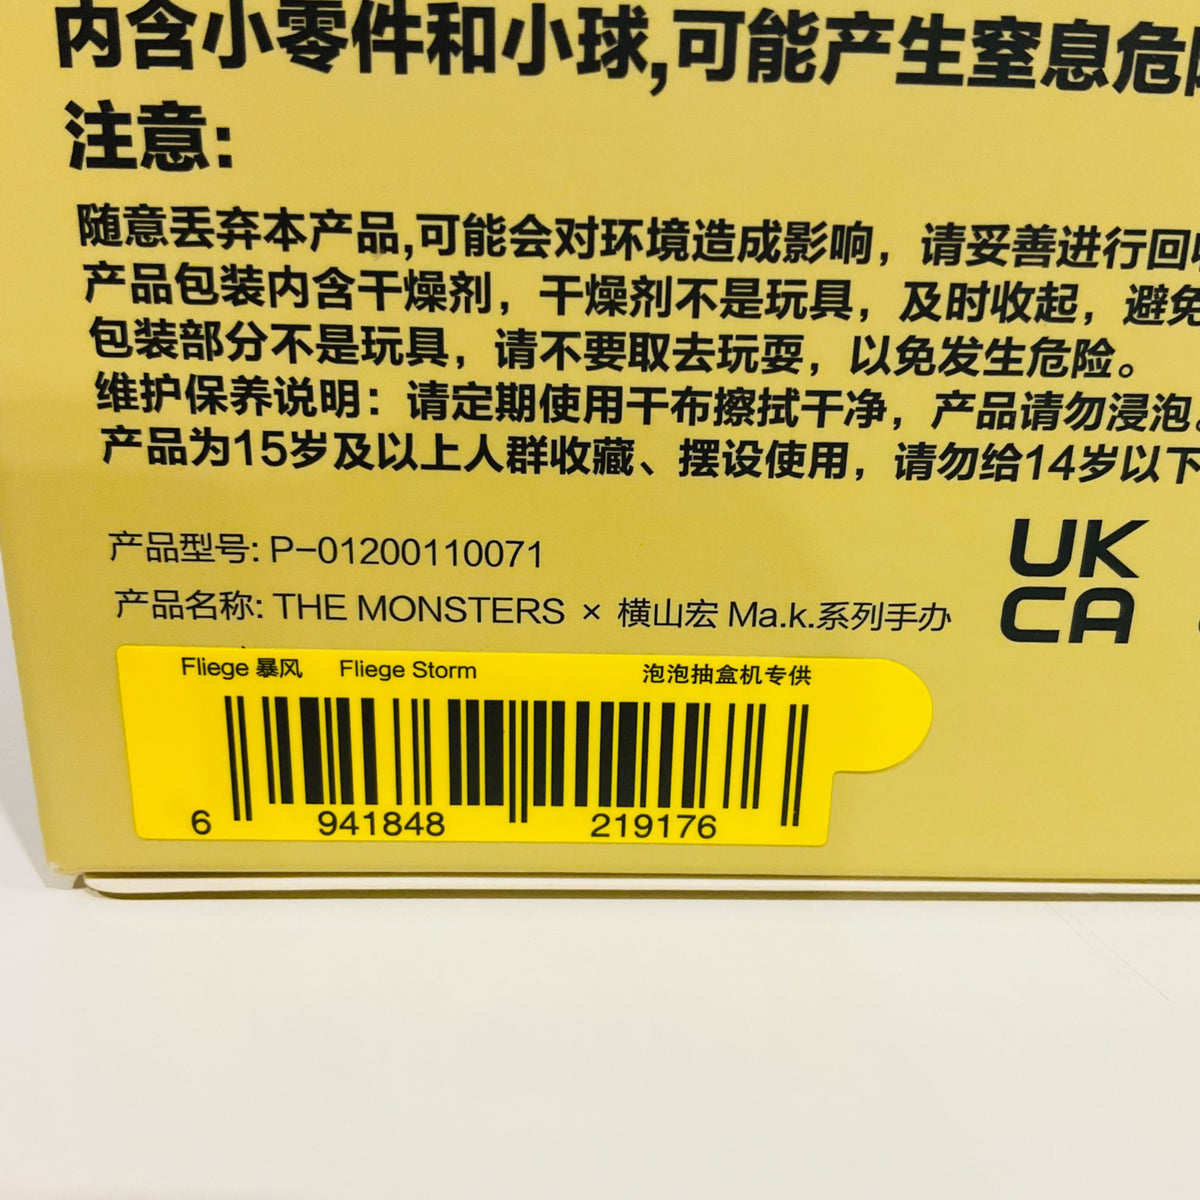 内含小零件和小球,可能产生窒息危险
注意:
随意丢弃本产品,可能会对环境造成影响，请妥善进行回收
产品包装内含干燥剂，干燥剂不是玩具，及时收起，避免
包装部分不是玩具，请不要取去玩耍，以免发生危险。
维护保养说明：请定期使用干布擦拭干净，产品请勿浸泡。
产品为15岁及以上人群收藏、摆设使用，请勿给14岁以下
产品型号: P-01200110071
产品名称: THE MONSTERS × 横山宏 Ma.k.系列手办
UK
CA
Fliege 暴风 Fliege Storm 泡泡抽盒机专供
6 941848 219176